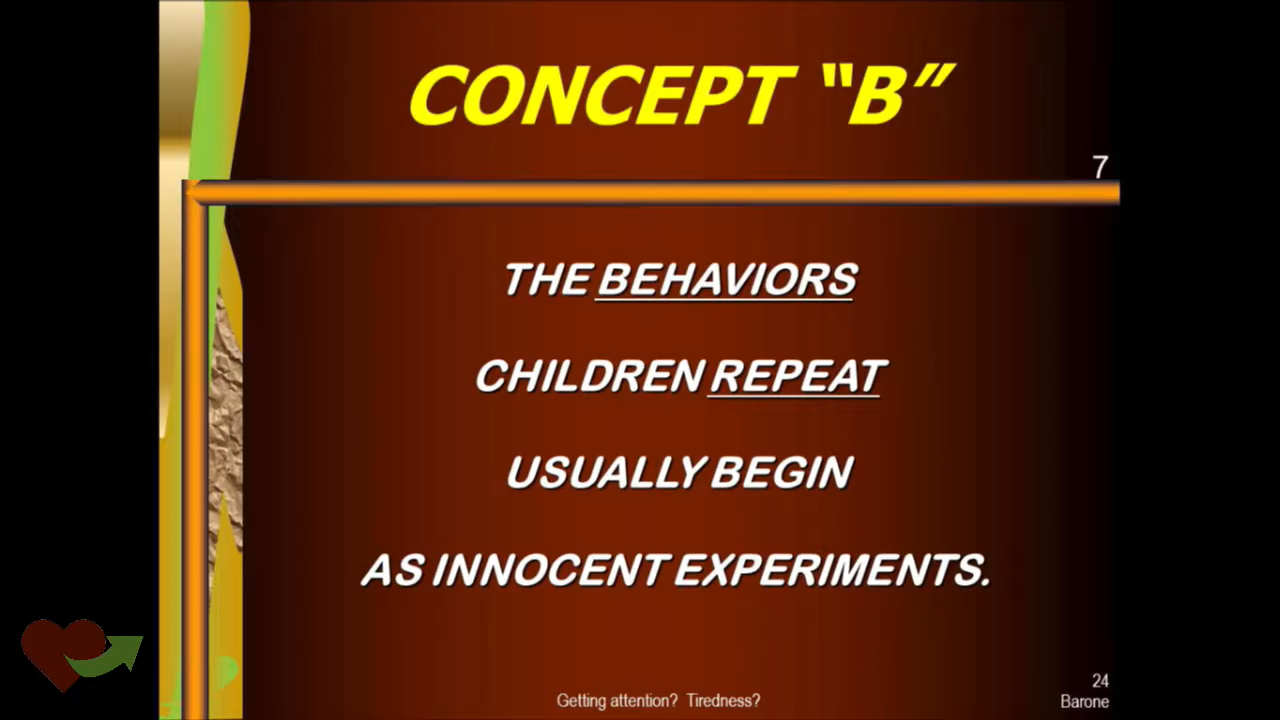 CONCEPT “B”
7
THE BEHAVIORS
CHILDREN REPEAT
USUALLY BEGIN
AS INNOCENT EXPERIMENTS.
Getting attention?  Tiredness?
24
Barone